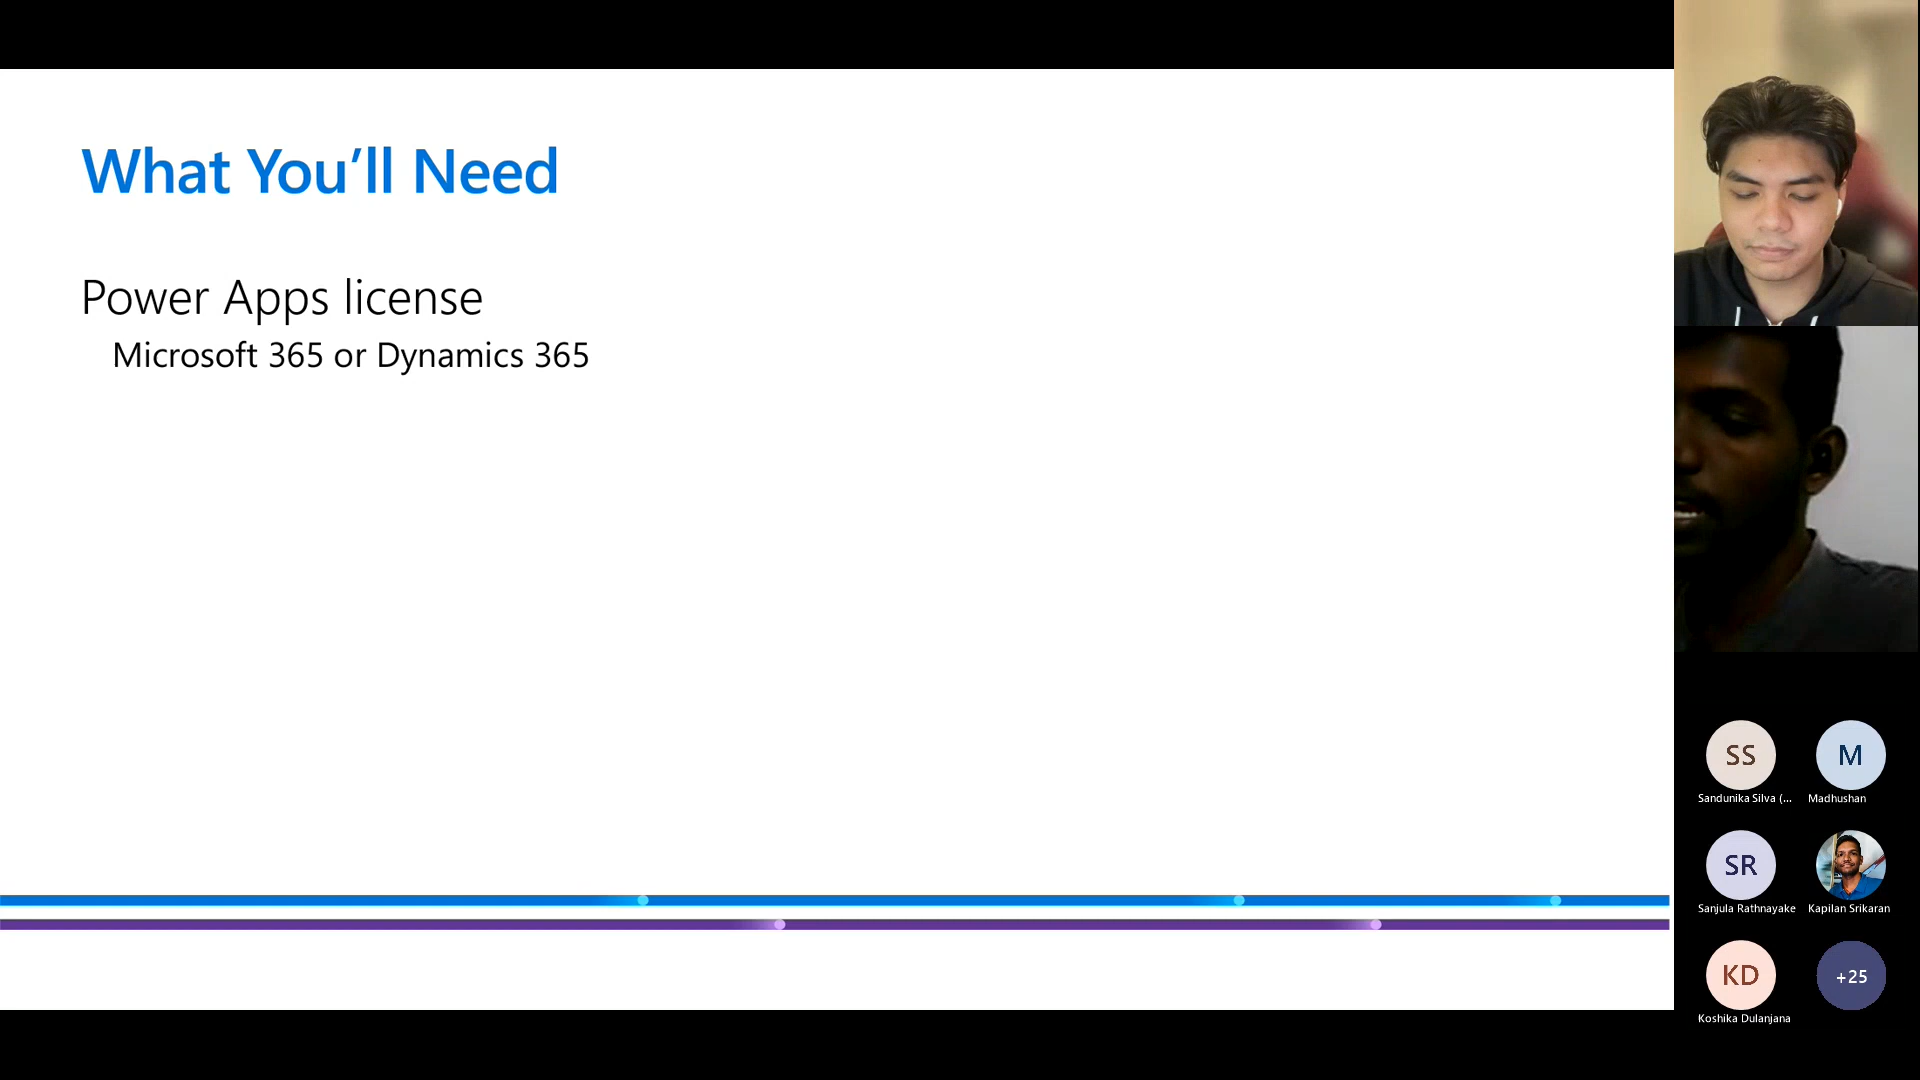 What You’ll Need
Power Apps license
Microsoft 365 or Dynamics 365
SS
M
Sandunika Silva (...
Madhushan
SR
Sanjula Rathnayake
Kapilan Srikaran
KD
+25
Koshika Dulanjana